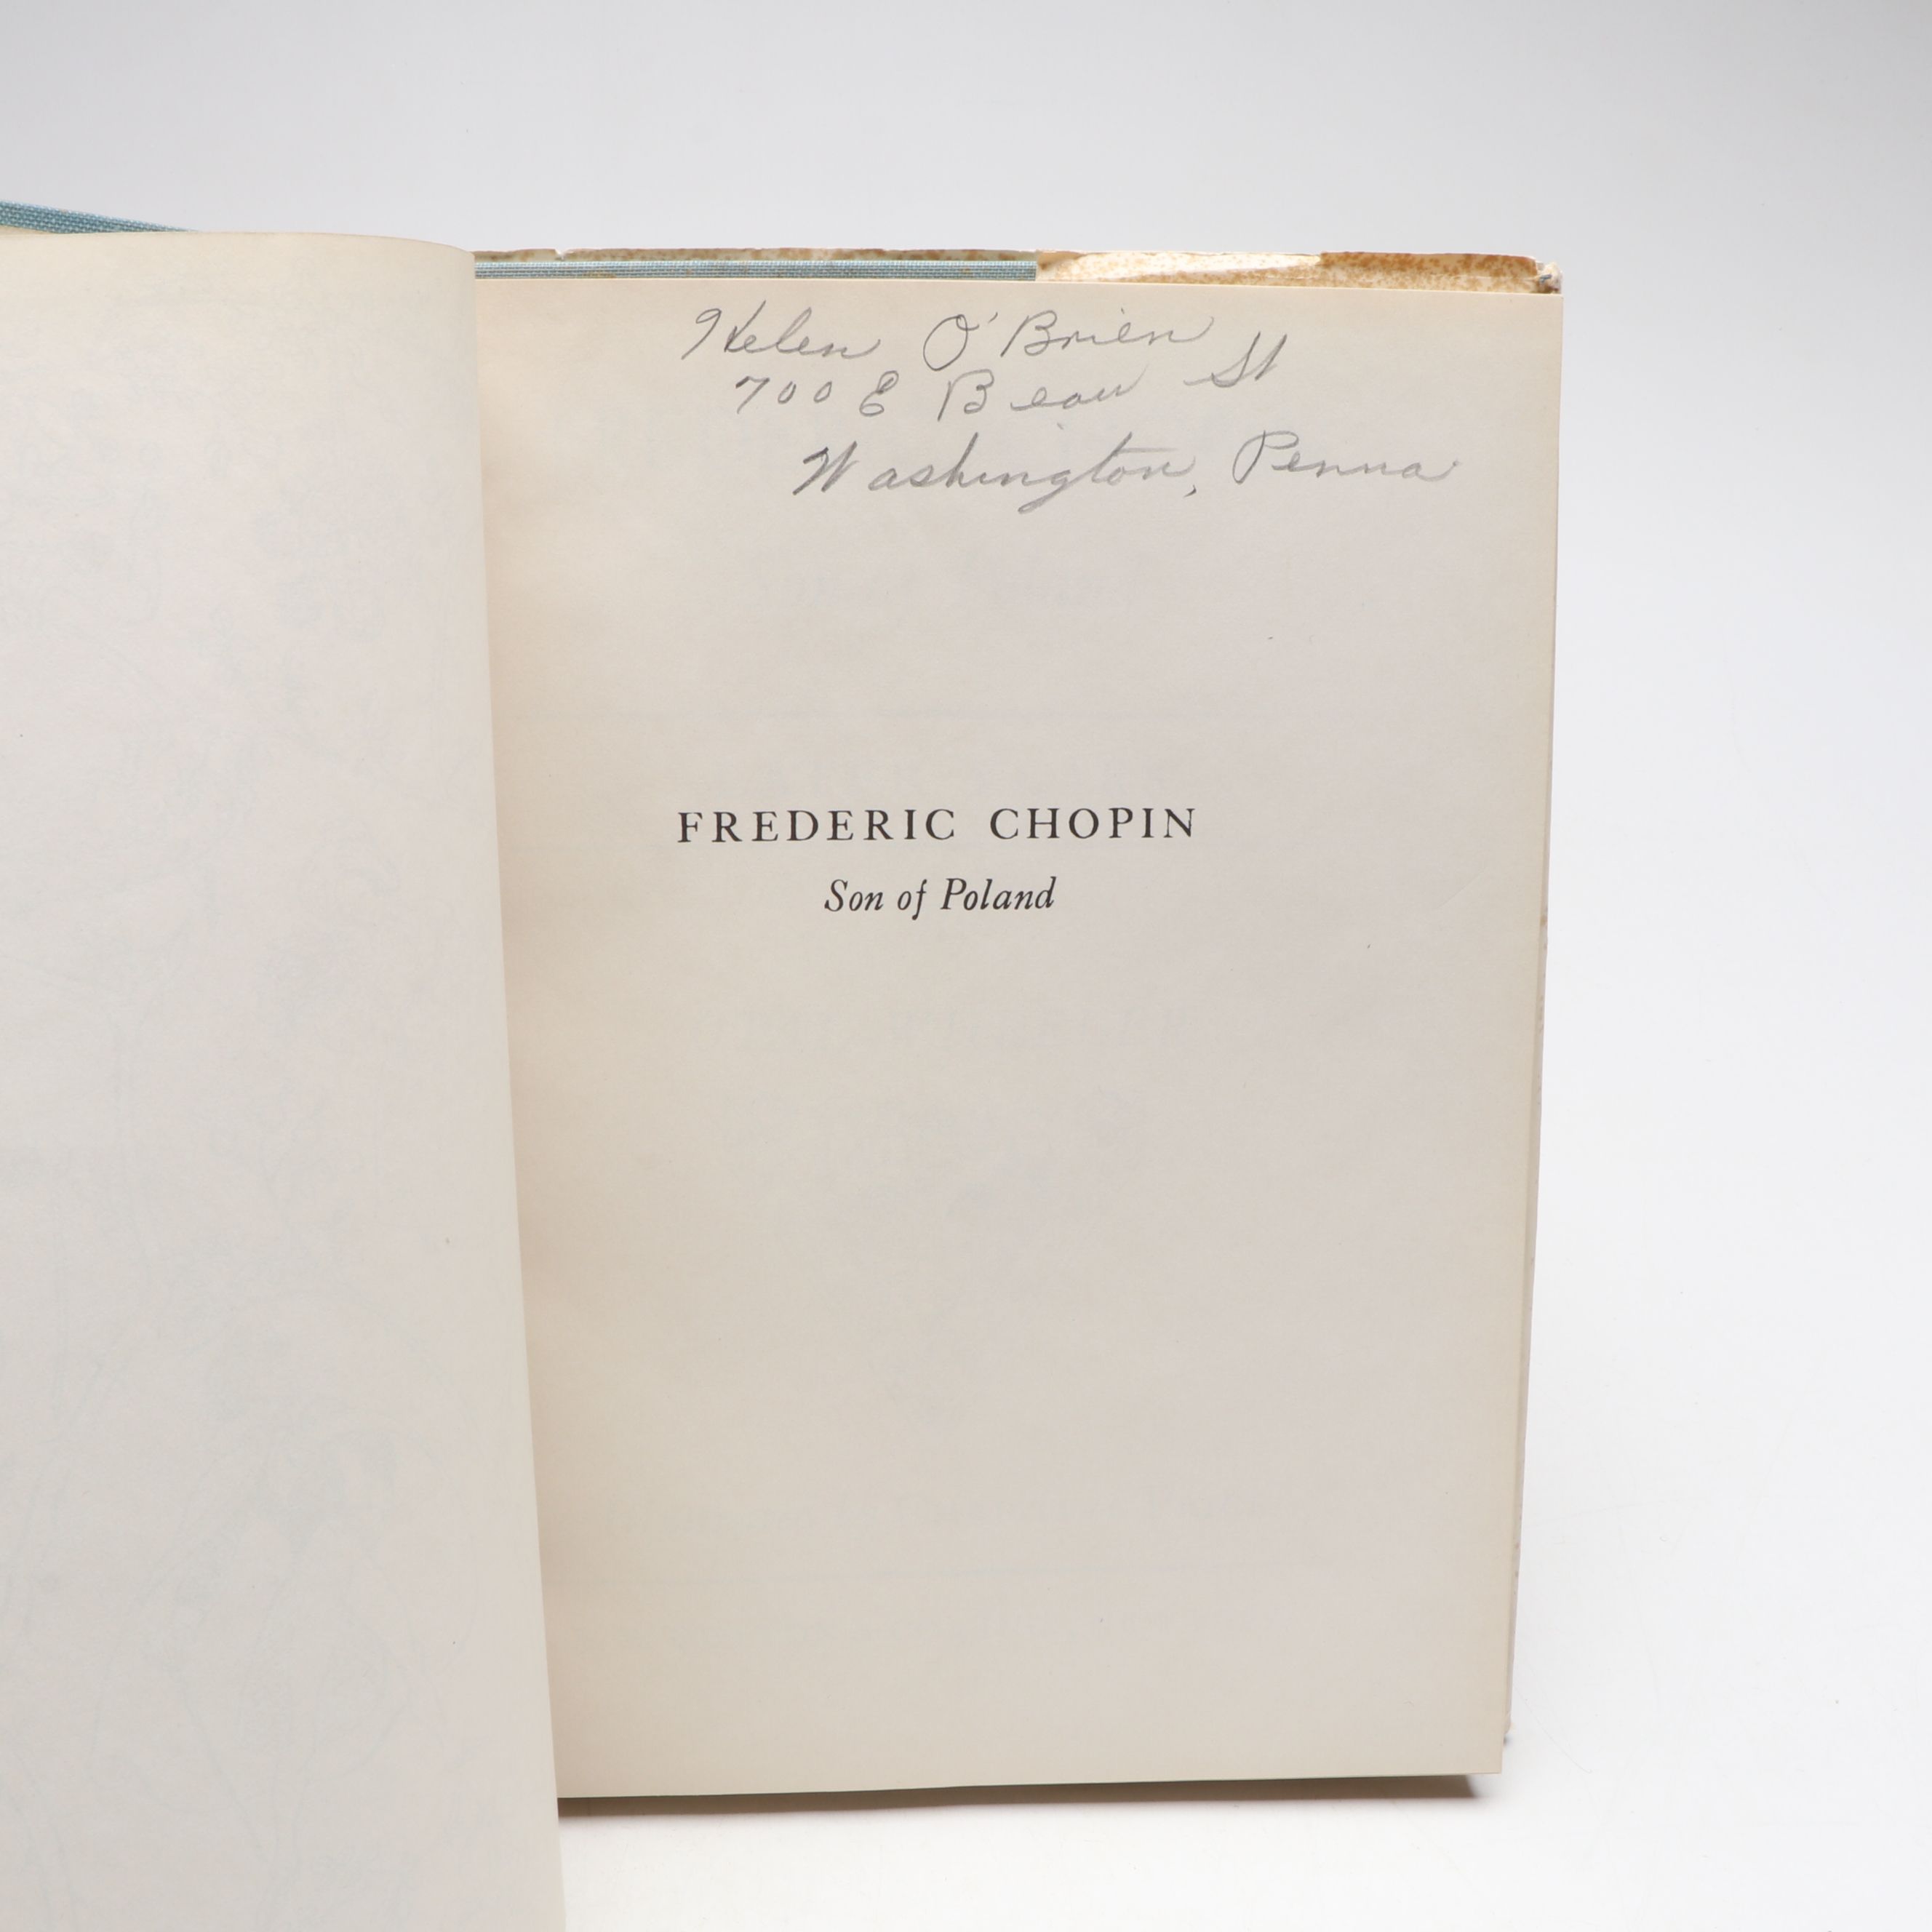 Helen O'Brien
700 E Beau St
Washington, Penna
FREDERIC CHOPIN
Son of Poland